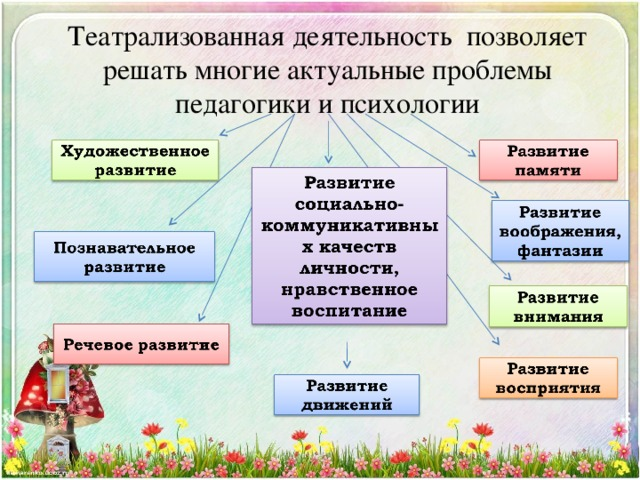 Театрализованная деятельность позволяет
решать многие актуальные проблемы
педагогики и психологии
Художественное
развитие
Развитие
памяти
Развитие
социально-
коммуникативны
х качеств
личности,
нравственное
воспитание
Развитие
воображения,
фантазии
Познавательное
развитие
Развитие
внимания
Речевое развитие
Развитие
восприятия
Развитие
движений